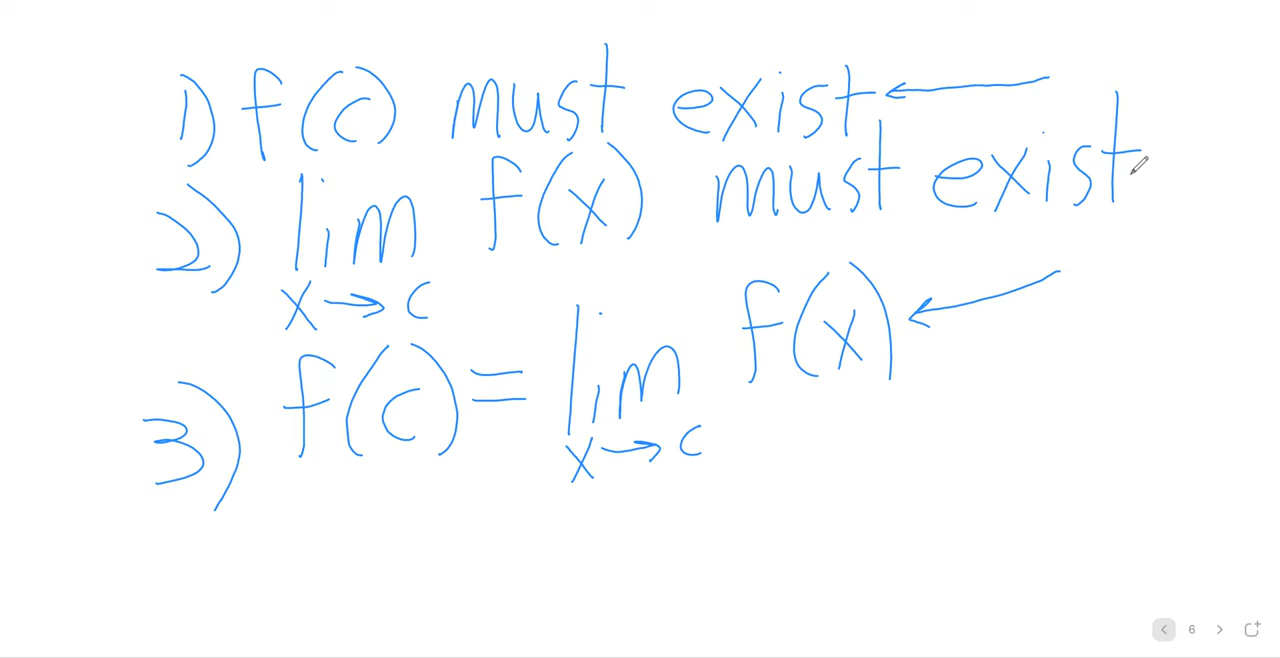 1) f(c) must exist ←
2) lim f(x) must exist
x → c
3) f(c) = lim f(x) ←
x → c
6